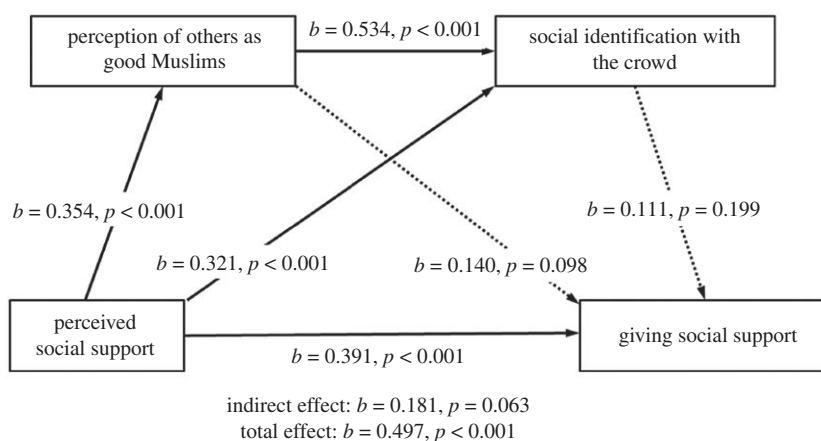 perception of others as
good Muslims
b = 0.534, p < 0.001
social identification with
the crowd
b = 0.354, p < 0.001
b = 0.321, p < 0.001
b = 0.140, p = 0.098
b = 0.111, p = 0.199
perceived
social support
b = 0.391, p < 0.001
giving social support
indirect effect: b = 0.181, p = 0.063
total effect: b = 0.497, p < 0.001